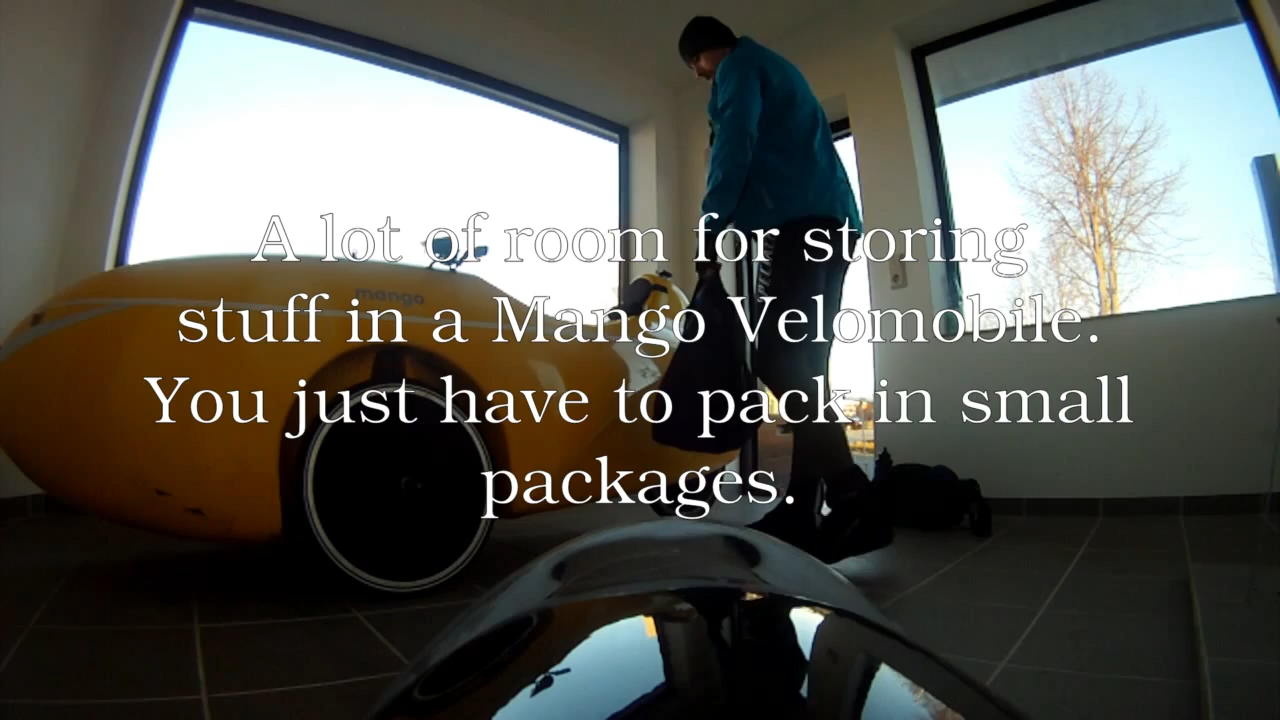 A lot of room for storing
stuff in a Mango Velomobile.
You just have to pack in small
packages.
mango